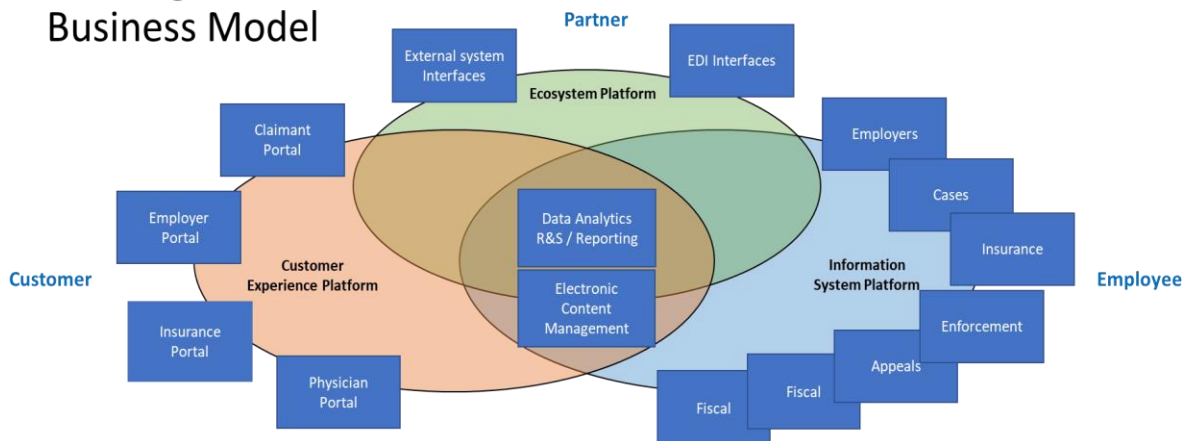 Business Model
Partner
External system
Interfaces
EDI Interfaces
Ecosystem Platform
Claimant
Portal
Employers
Cases
Employer
Portal
Data Analytics
R&S / Reporting
Insurance
Customer
Customer
Experience Platform
Information
System Platform
Employee
Electronic
Content
Management
Insurance
Portal
Enforcement
Physician
Portal
Appeals
Fiscal
Fiscal